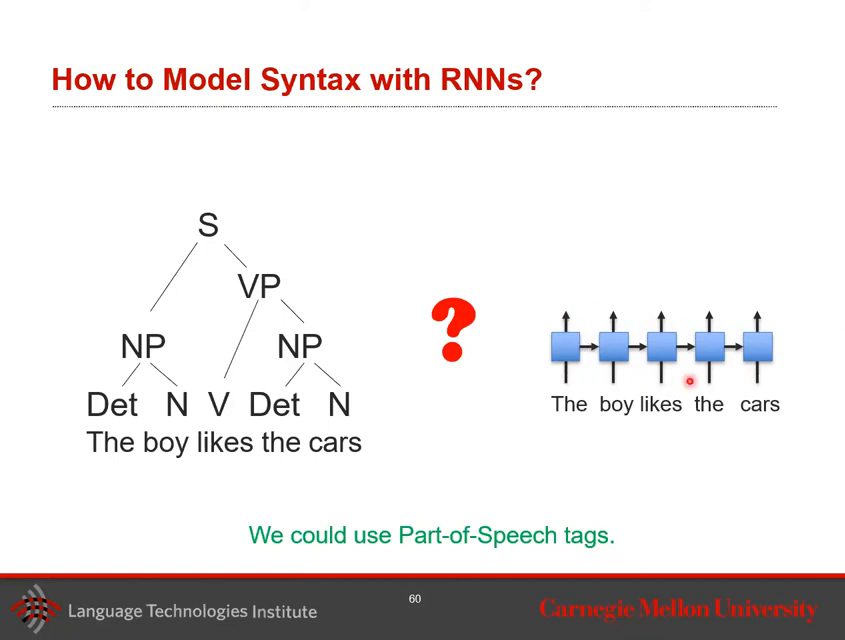 How to Model Syntax with RNNs?
S
VP
NP NP
Det N V Det N
The boy likes the cars
?
The boy likes the cars
We could use Part-of-Speech tags.
Language Technologies Institute
60
Carnegie Mellon University